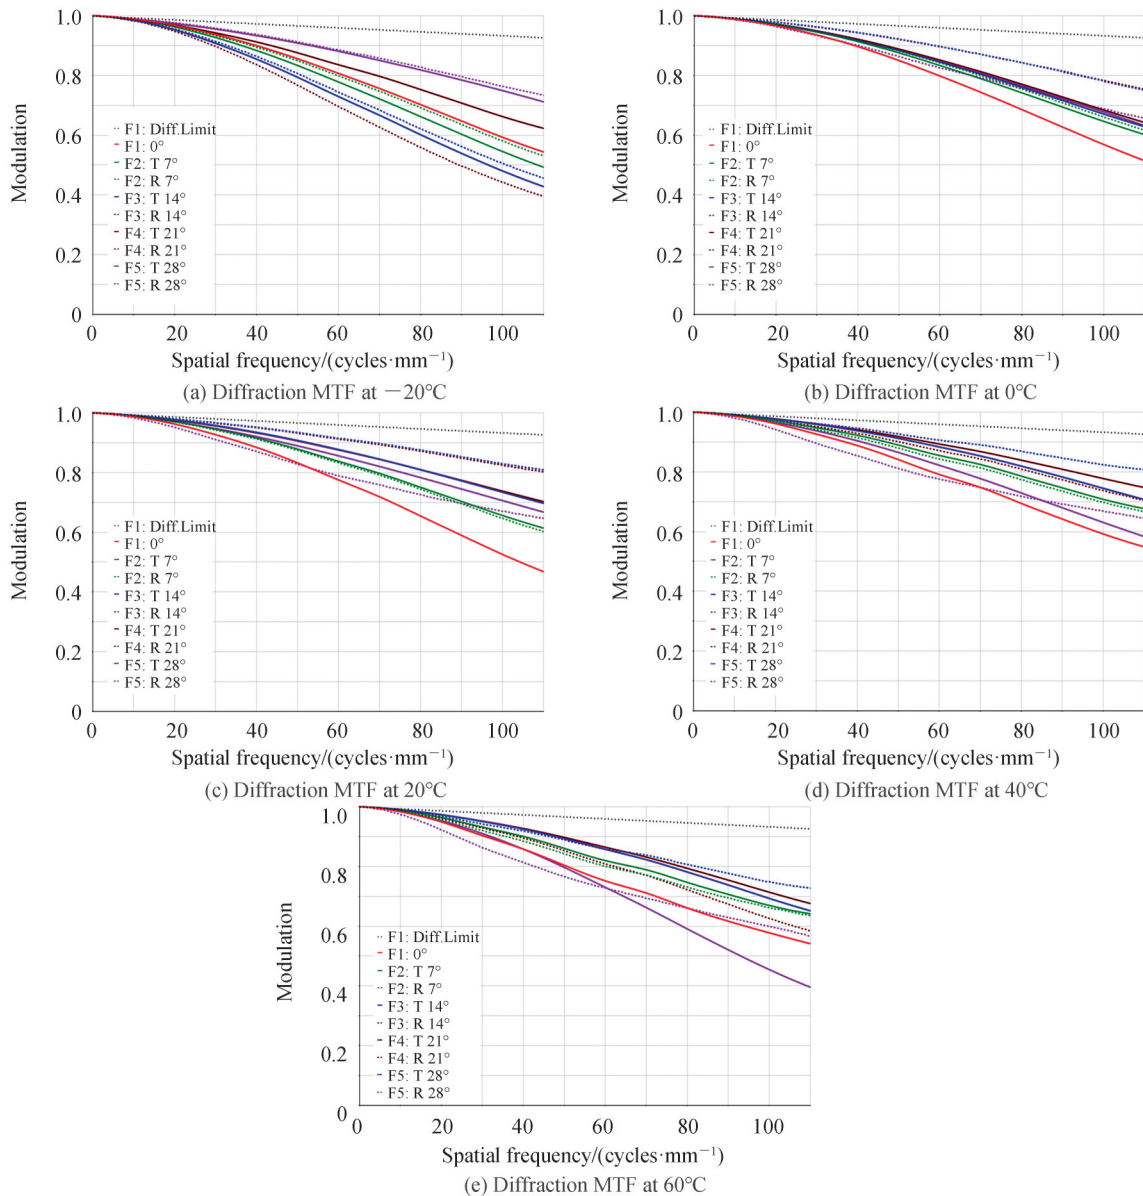 1.0
0.8
0.6
0.4
0.2
0
Modulation
F1: Diff.Limit
F1: 0°
F2: T 7°
F2: R 7°
F3: T 14°
F3: R 14°
F4: T 21°
F4: R 21°
F5: T 28°
F5: R 28°
0 20 40 60 80 100
Spatial frequency/(cycles·mm⁻¹)
(a) Diffraction MTF at －20℃
1.0
0.8
0.6
0.4
0.2
0
Modulation
F1: Diff.Limit
F1: 0°
F2: T 7°
F2: R 7°
F3: T 14°
F3: R 14°
F4: T 21°
F4: R 21°
F5: T 28°
F5: R 28°
0 20 40 60 80 100
Spatial frequency/(cycles·mm⁻¹)
(b) Diffraction MTF at 0℃
1.0
0.8
0.6
0.4
0.2
0
Modulation
F1: Diff.Limit
F1: 0°
F2: T 7°
F2: R 7°
F3: T 14°
F3: R 14°
F4: T 21°
F4: R 21°
F5: T 28°
F5: R 28°
0 20 40 60 80 100
Spatial frequency/(cycles·mm⁻¹)
(c) Diffraction MTF at 20℃
1.0
0.8
0.6
0.4
0.2
0
Modulation
F1: Diff.Limit
F1: 0°
F2: T 7°
F2: R 7°
F3: T 14°
F3: R 14°
F4: T 21°
F4: R 21°
F5: T 28°
F5: R 28°
0 20 40 60 80 100
Spatial frequency/(cycles·mm⁻¹)
(d) Diffraction MTF at 40℃
1.0
0.8
0.6
0.4
0.2
0
Modulation
F1: Diff.Limit
F1: 0°
F2: T 7°
F2: R 7°
F3: T 14°
F3: R 14°
F4: T 21°
F4: R 21°
F5: T 28°
F5: R 28°
20 40 60 80 100
Spatial frequency/(cycles·mm⁻¹)
(e) Diffraction MTF at 60℃